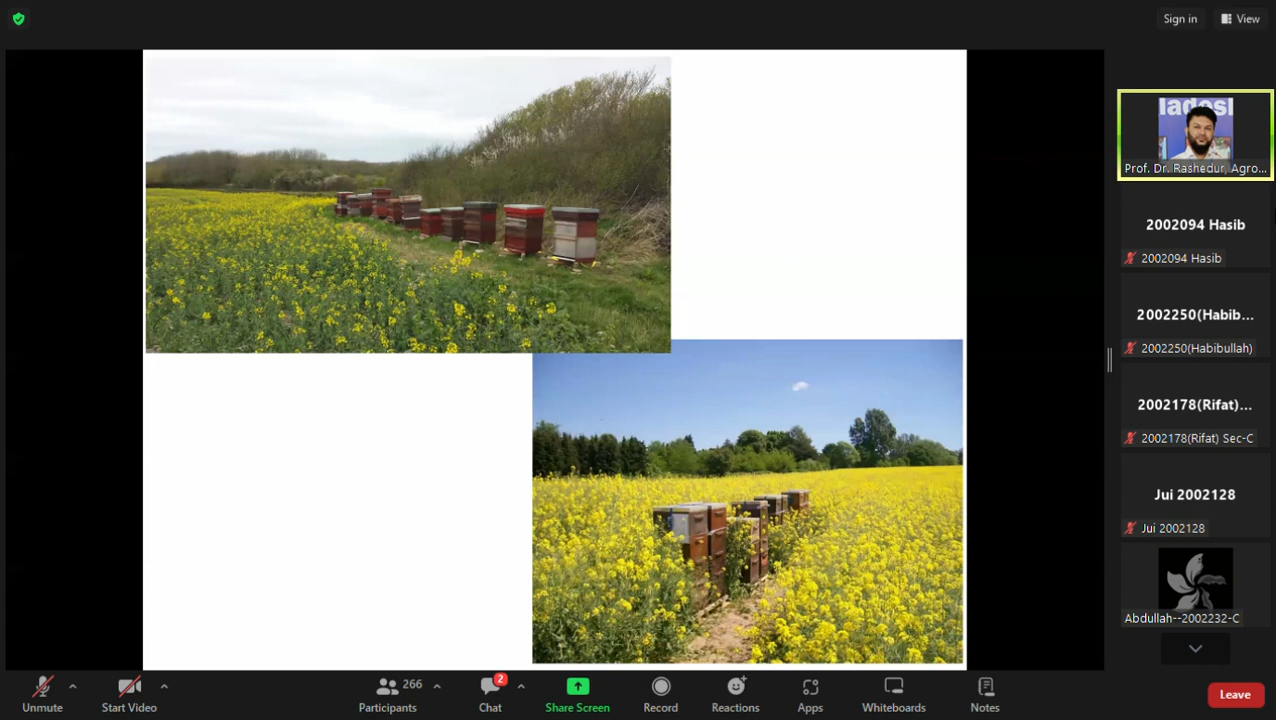 Sign in
View
ladesl
Prof. Dr. Rashedur, Agro...
2002094 Hasib
2002094 Hasib
2002250(Habib...
2002250(Habibullah)
2002178(Rifat)...
2002178(Rifat) Sec-C
Jui 2002128
Jui 2002128
Abdullah--2002232-C
266
2
Unmute
Start Video
Participants
Chat
Share Screen
Record
Reactions
Apps
Whiteboards
Notes
Leave